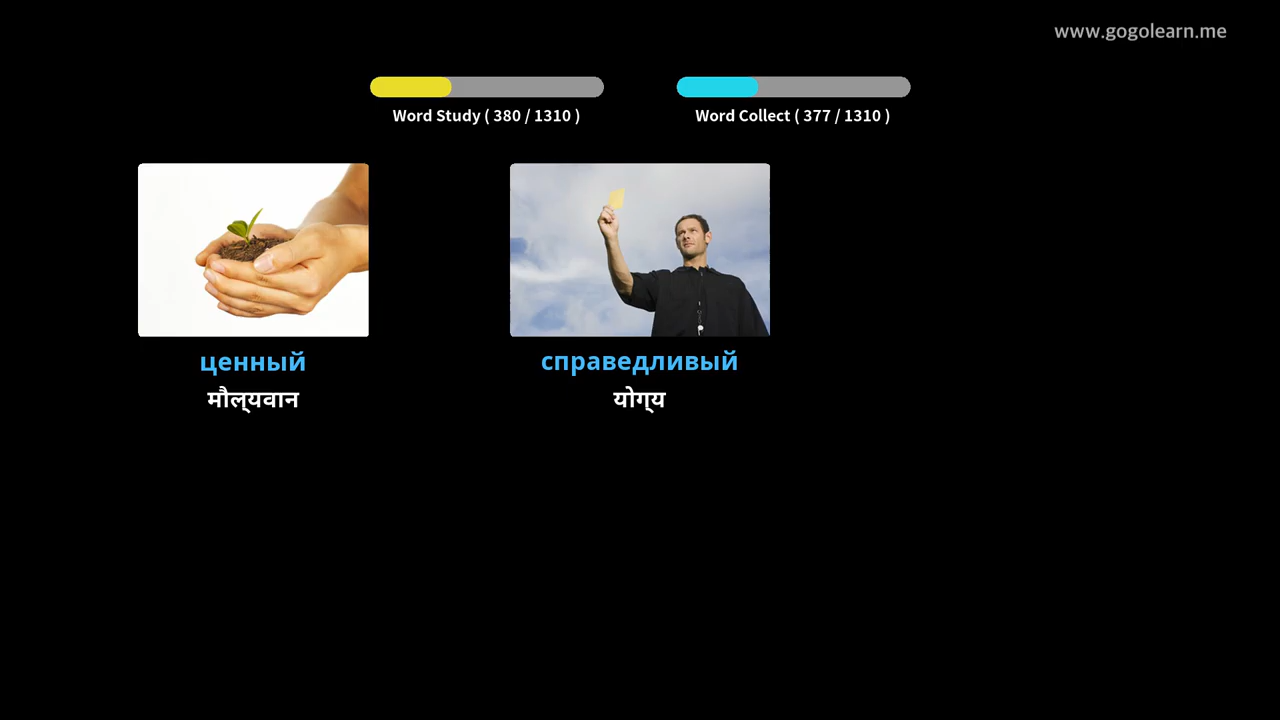 www.gogolearn.me
Word Study ( 380 / 1310 )
Word Collect ( 377 / 1310 )
ценный
मौल्यवान
справедливый
योग्य